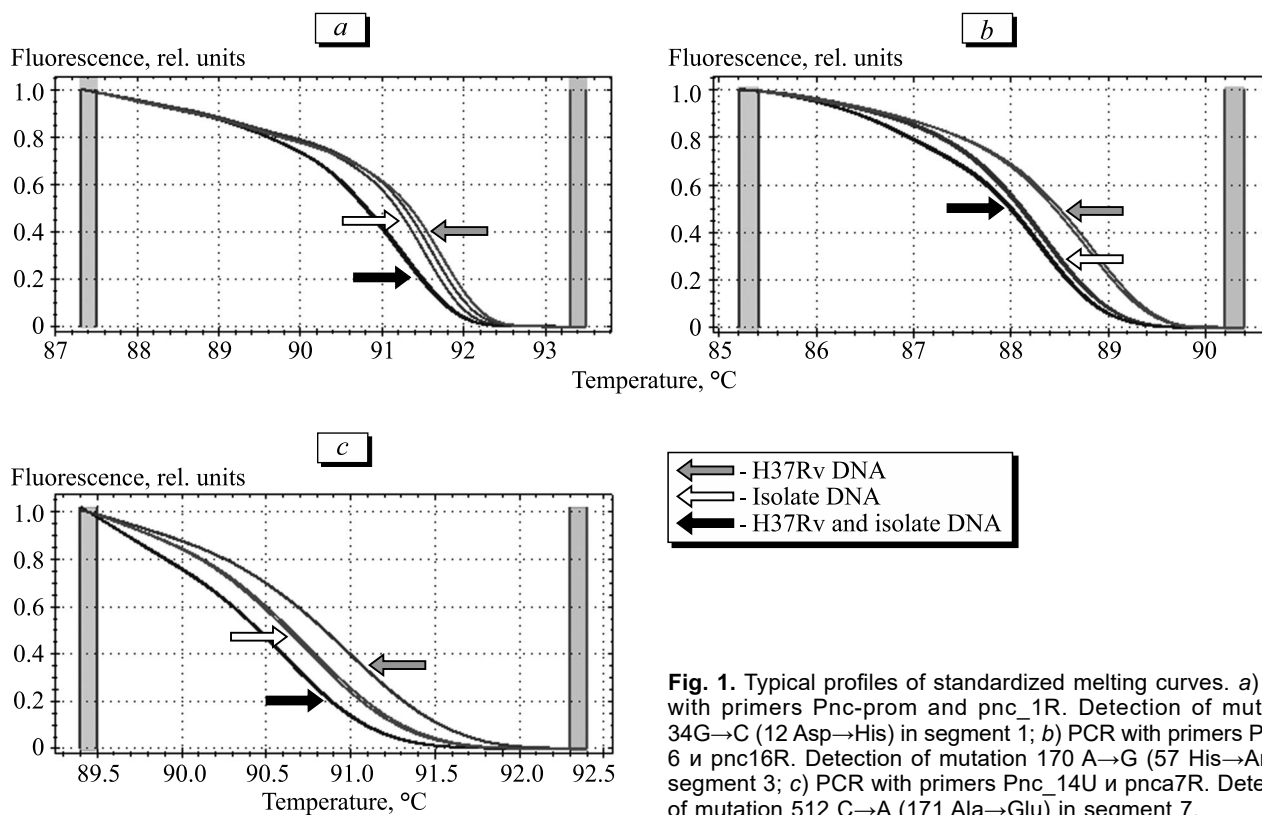 a
Fluorescence, rel. units
1.0
0.8
0.6
0.4
0.2
0
87 88 89 90 91 92 93
b
Fluorescence, rel. units
1.0
0.8
0.6
0.4
0.2
0
85 86 87 88 89 90
Temperature, °C
c
Fluorescence, rel. units
1.0
0.8
0.6
0.4
0.2
0
89.5 90.0 90.5 91.0 91.5 92.0 92.5
Temperature, °C
- H37Rv DNA
- Isolate DNA
- H37Rv and isolate DNA
Fig. 1. Typical profiles of standardized melting curves. a)
with primers Pnc-prom and pnc_1R. Detection of mut
34G→C (12 Asp→His) in segment 1; b) PCR with primers P
6 и pnc16R. Detection of mutation 170 A→G (57 His→Ar
segment 3; c) PCR with primers Pnc_14U и pnca7R. Dete
of mutation 512 C→A (171 Ala→Glu) in segment 7.